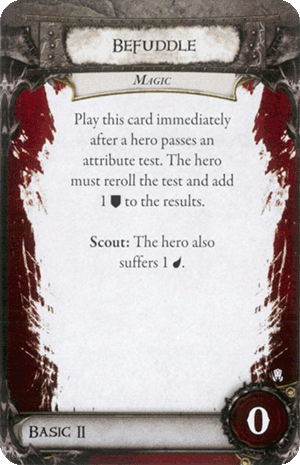 BEFUDDLE
MAGIC
Play this card immediately
after a hero passes an
attribute test. The hero
must reroll the test and add
1 to the results.
Scout: The hero also
suffers 1 .
BASIC II
0